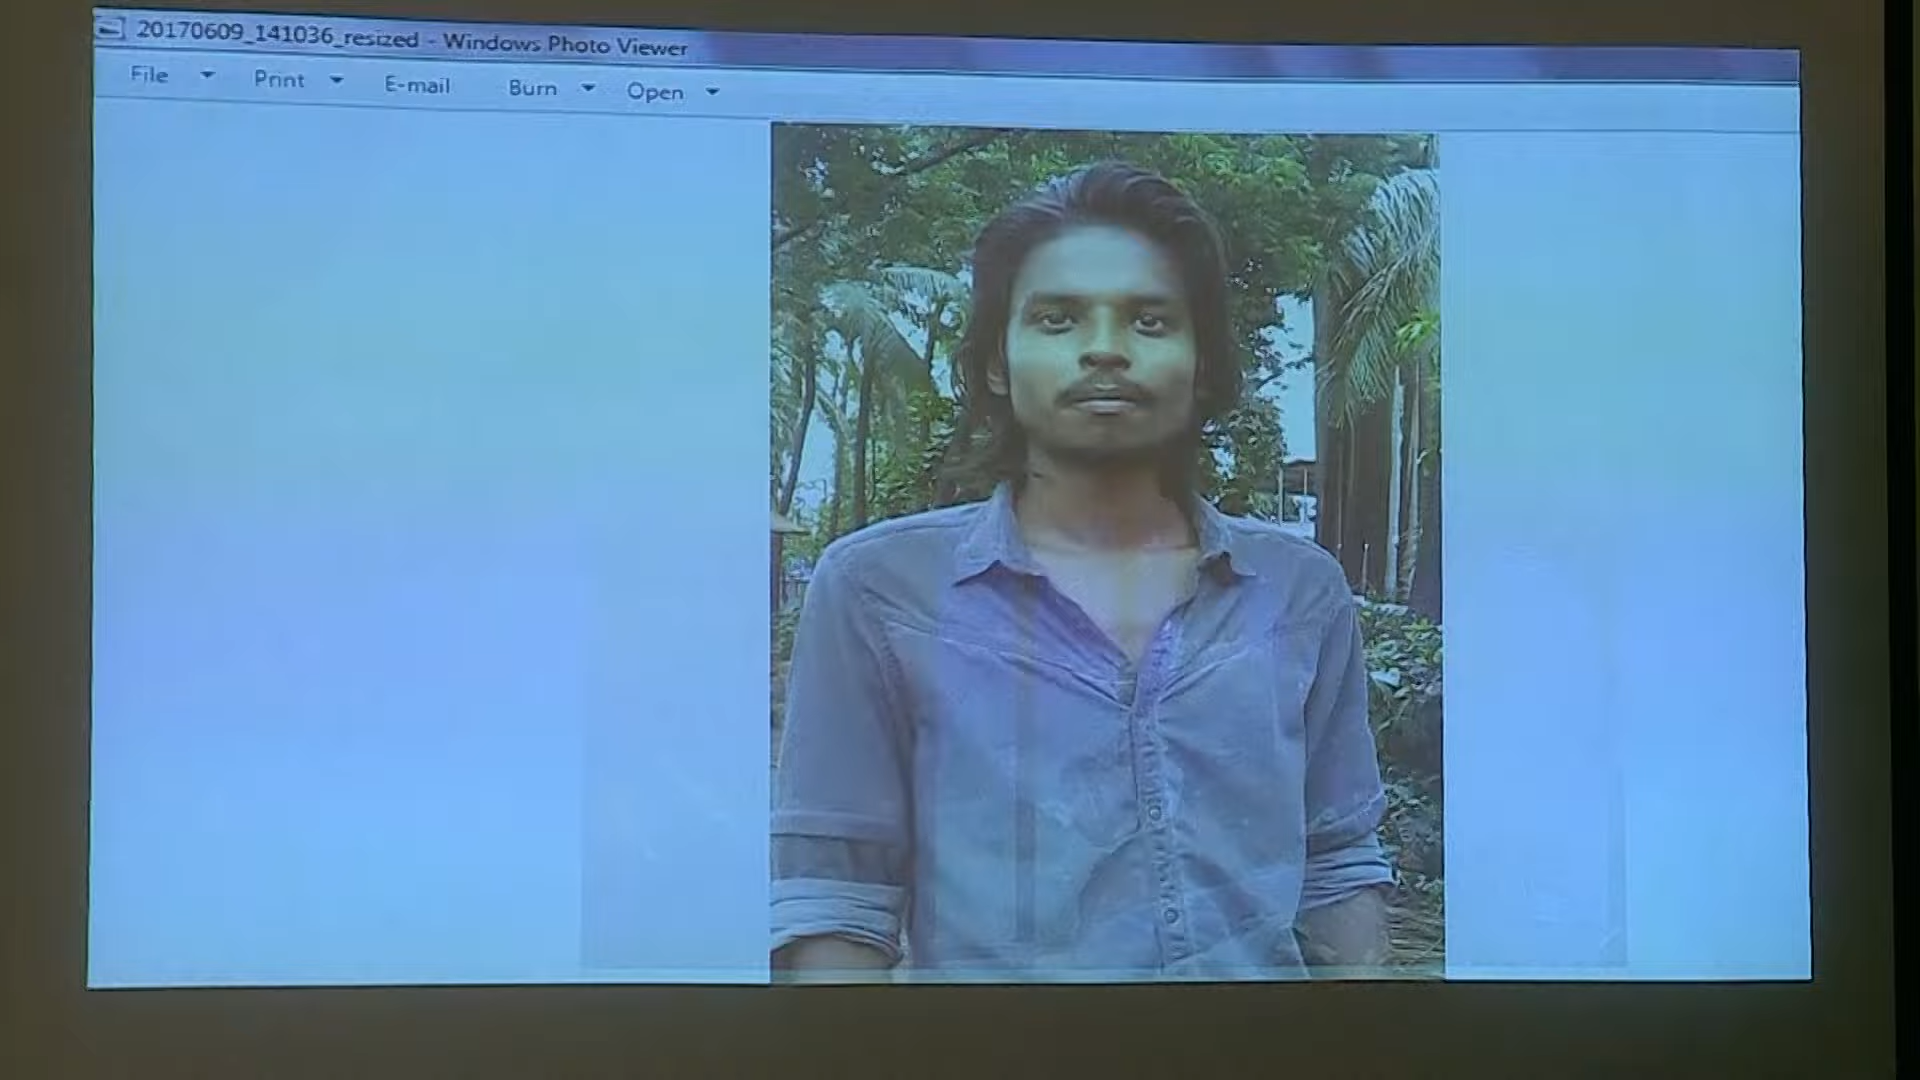 20170609_141036_resized - Windows Photo Viewer
File Print E-mail Burn Open